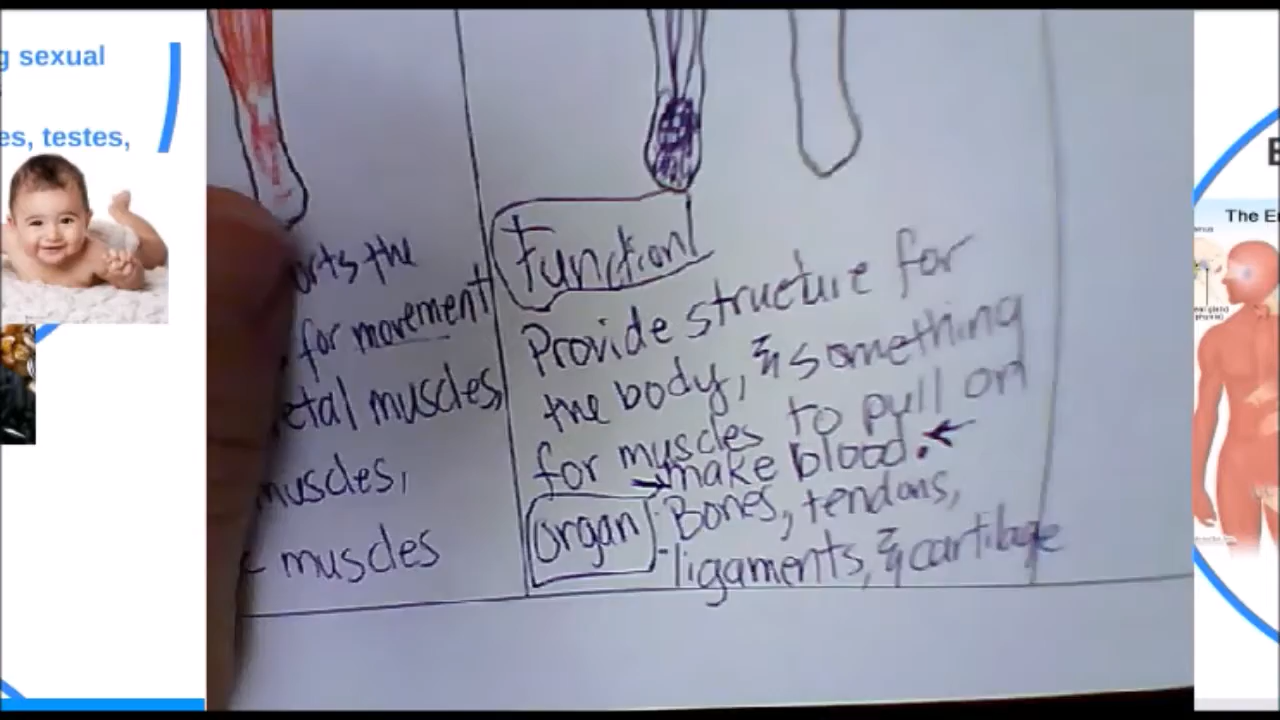 g sexual
es, testes,
orts the
for movement
etal muscles,
muscles,
muscles
Function
Provide structure for
the body, & something
for muscles to pull on
make blood.
Organ : Bones, tendons,
- ligaments, & cartilage
The E